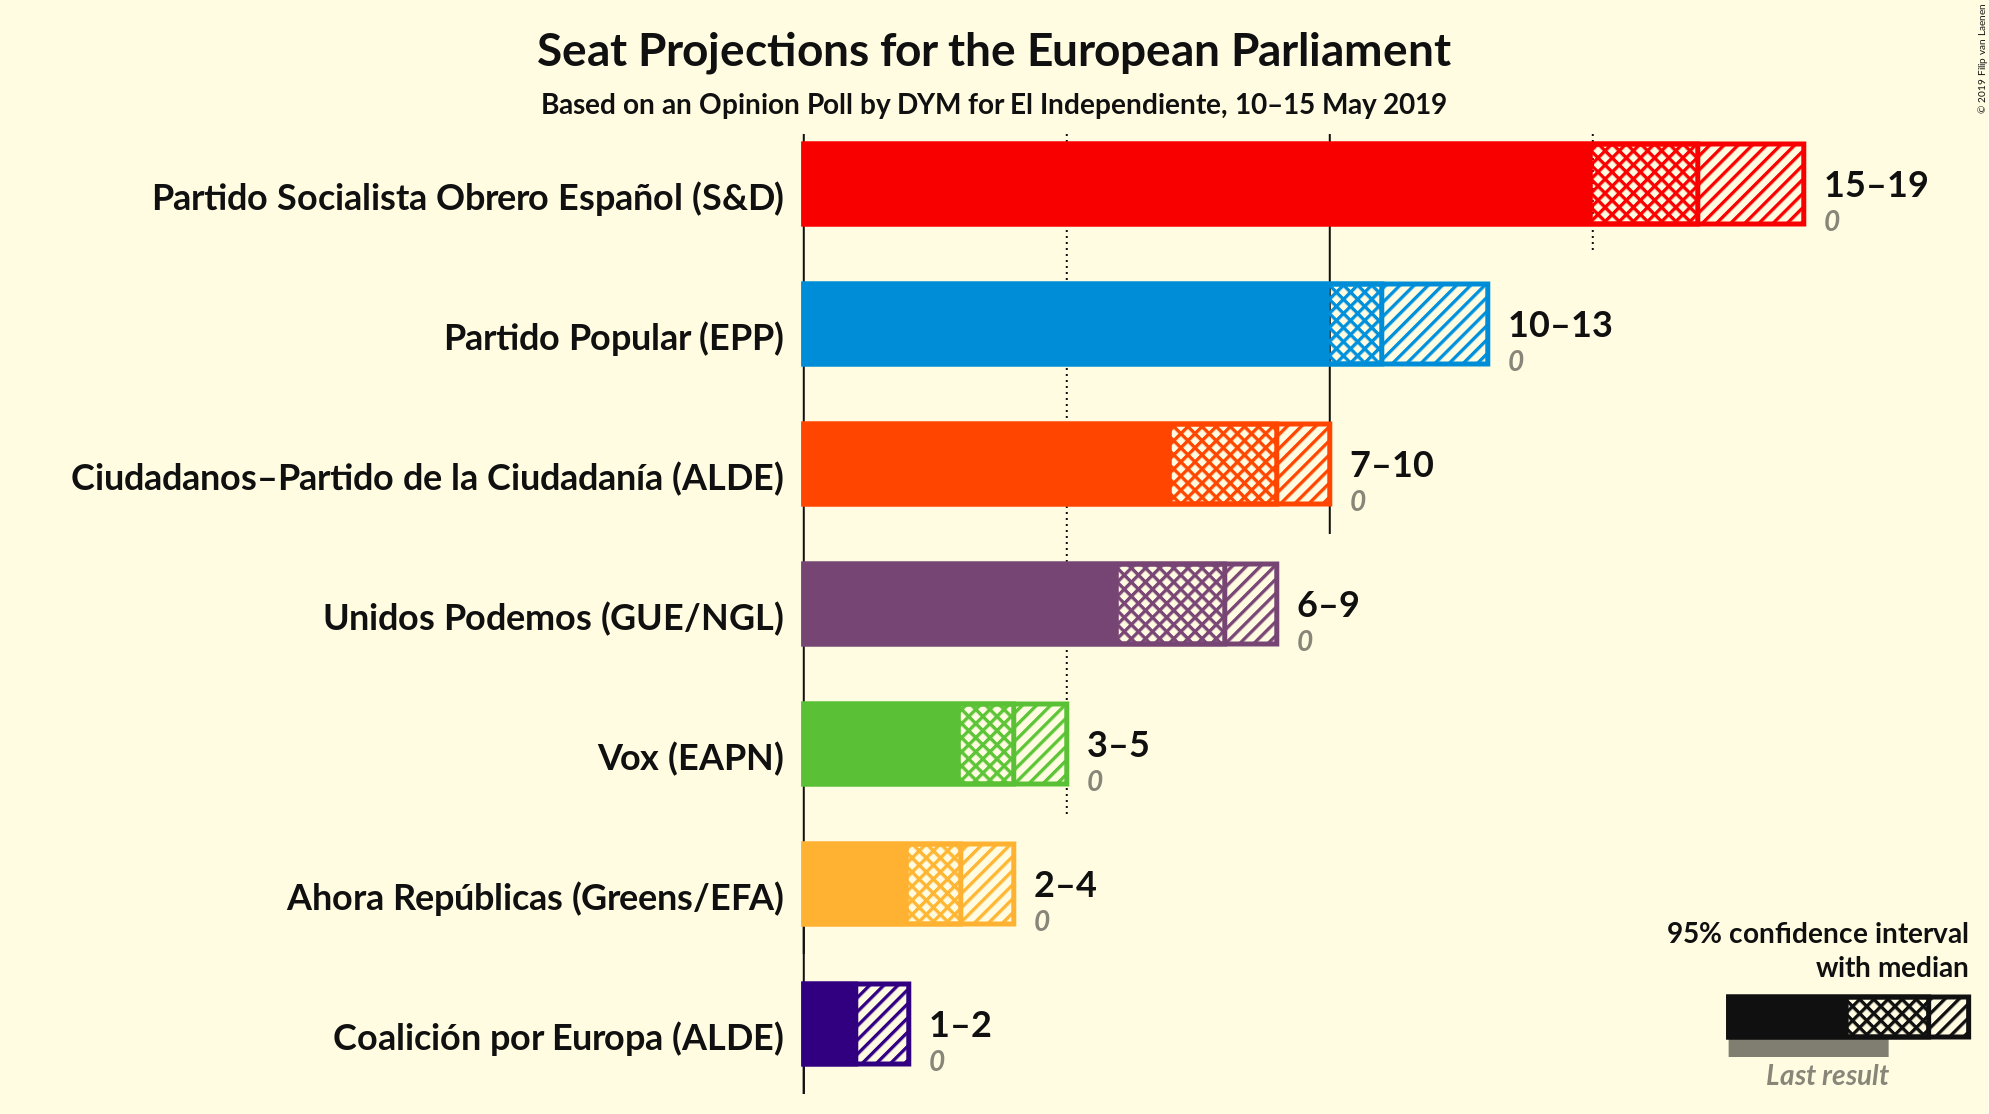 Seat Projections for the European Parliament
Based on an Opinion Poll by DYM for El Independiente, 10–15 May 2019
© 2019 Filip van Laenen
Partido Socialista Obrero Español (S&D)
15–19
0
Partido Popular (EPP)
10–13
0
Ciudadanos–Partido de la Ciudadanía (ALDE)
7–10
0
Unidos Podemos (GUE/NGL)
6–9
0
Vox (EAPN)
3–5
0
Ahora Repúblicas (Greens/EFA)
2–4
0
Coalición por Europa (ALDE)
1–2
0
95% confidence interval
with median
Last result